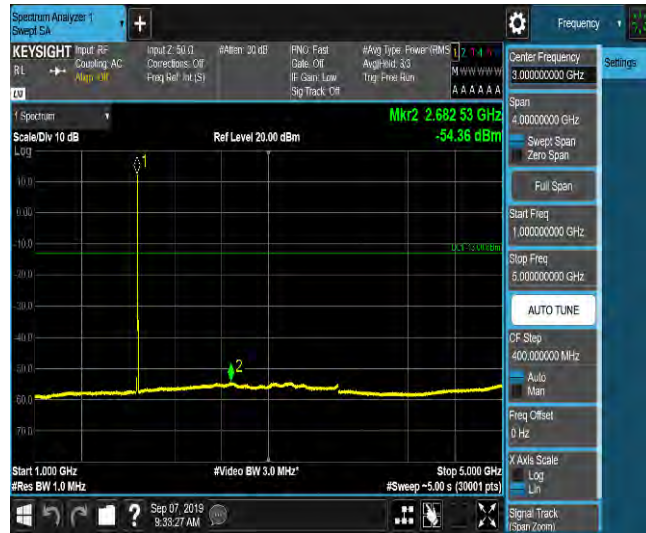 Spectrum Analyzer 1
Swept SA
Frequency
KEYSIGHT
RL
Input: RF
Coupling: AC
Align: Off
Input Z: 50 Ω
Corrections: Off
Freq Ref: Int (S)
#Atten: 30 dB
PNO: Fast
Gate: Off
IF Gain: Low
Sig Track: Off
#Avg Type: Power (RMS
Avg|Hold: 3/3
Trig: Free Run
M W W W W W
A A A A A A
1 Spectrum
Scale/Div 10 dB
Log
Ref Level 20.00 dBm
Mkr2 2.682 53 GHz
-54.36 dBm
1
10.0
0.00
-10.0
DL1 -13.00 dBm
-20.0
-30.0
-40.0
-50.0
2
-60.0
-70.0
Start 1.000 GHz
#Video BW 3.0 MHz*
Stop 5.000 GHz
#Res BW 1.0 MHz
#Sweep ~5.00 s (30001 pts)
Sep 07, 2019
9:33:27 AM
Center Frequency
3.000000000 GHz
Settings
Span
4.00000000 GHz
Swept Span
Zero Span
Full Span
Start Freq
1.000000000 GHz
Stop Freq
5.000000000 GHz
AUTO TUNE
CF Step
400.000000 MHz
Auto
Man
Freq Offset
0 Hz
X Axis Scale
Log
Lin
Signal Track
(Span Zoom)